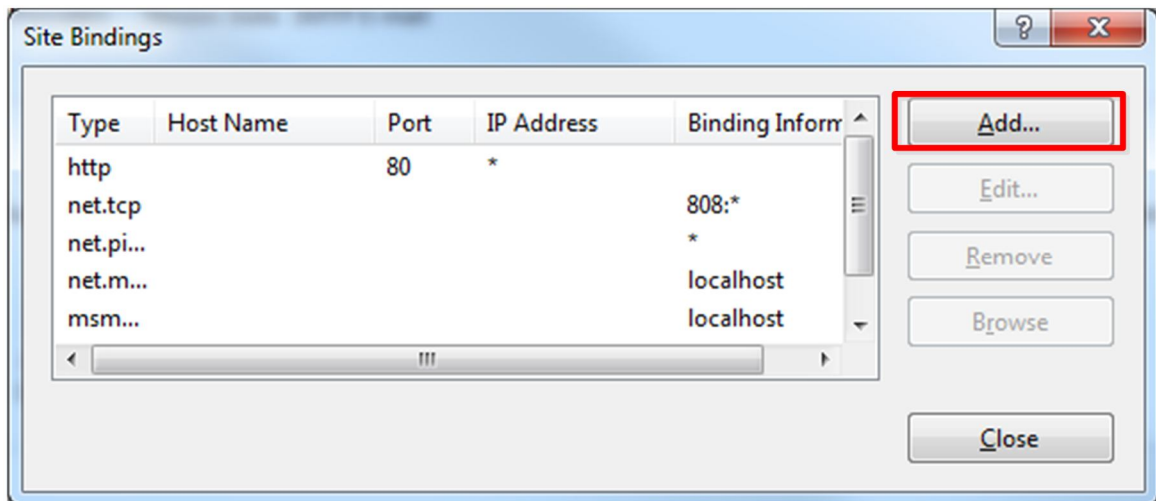 Site Bindings
Type Host Name Port IP Address Binding Inform
http 80 *
net.tcp 808:*
net.pi... *
net.m... localhost
msm... localhost
Add...
Edit...
Remove
Browse
Close